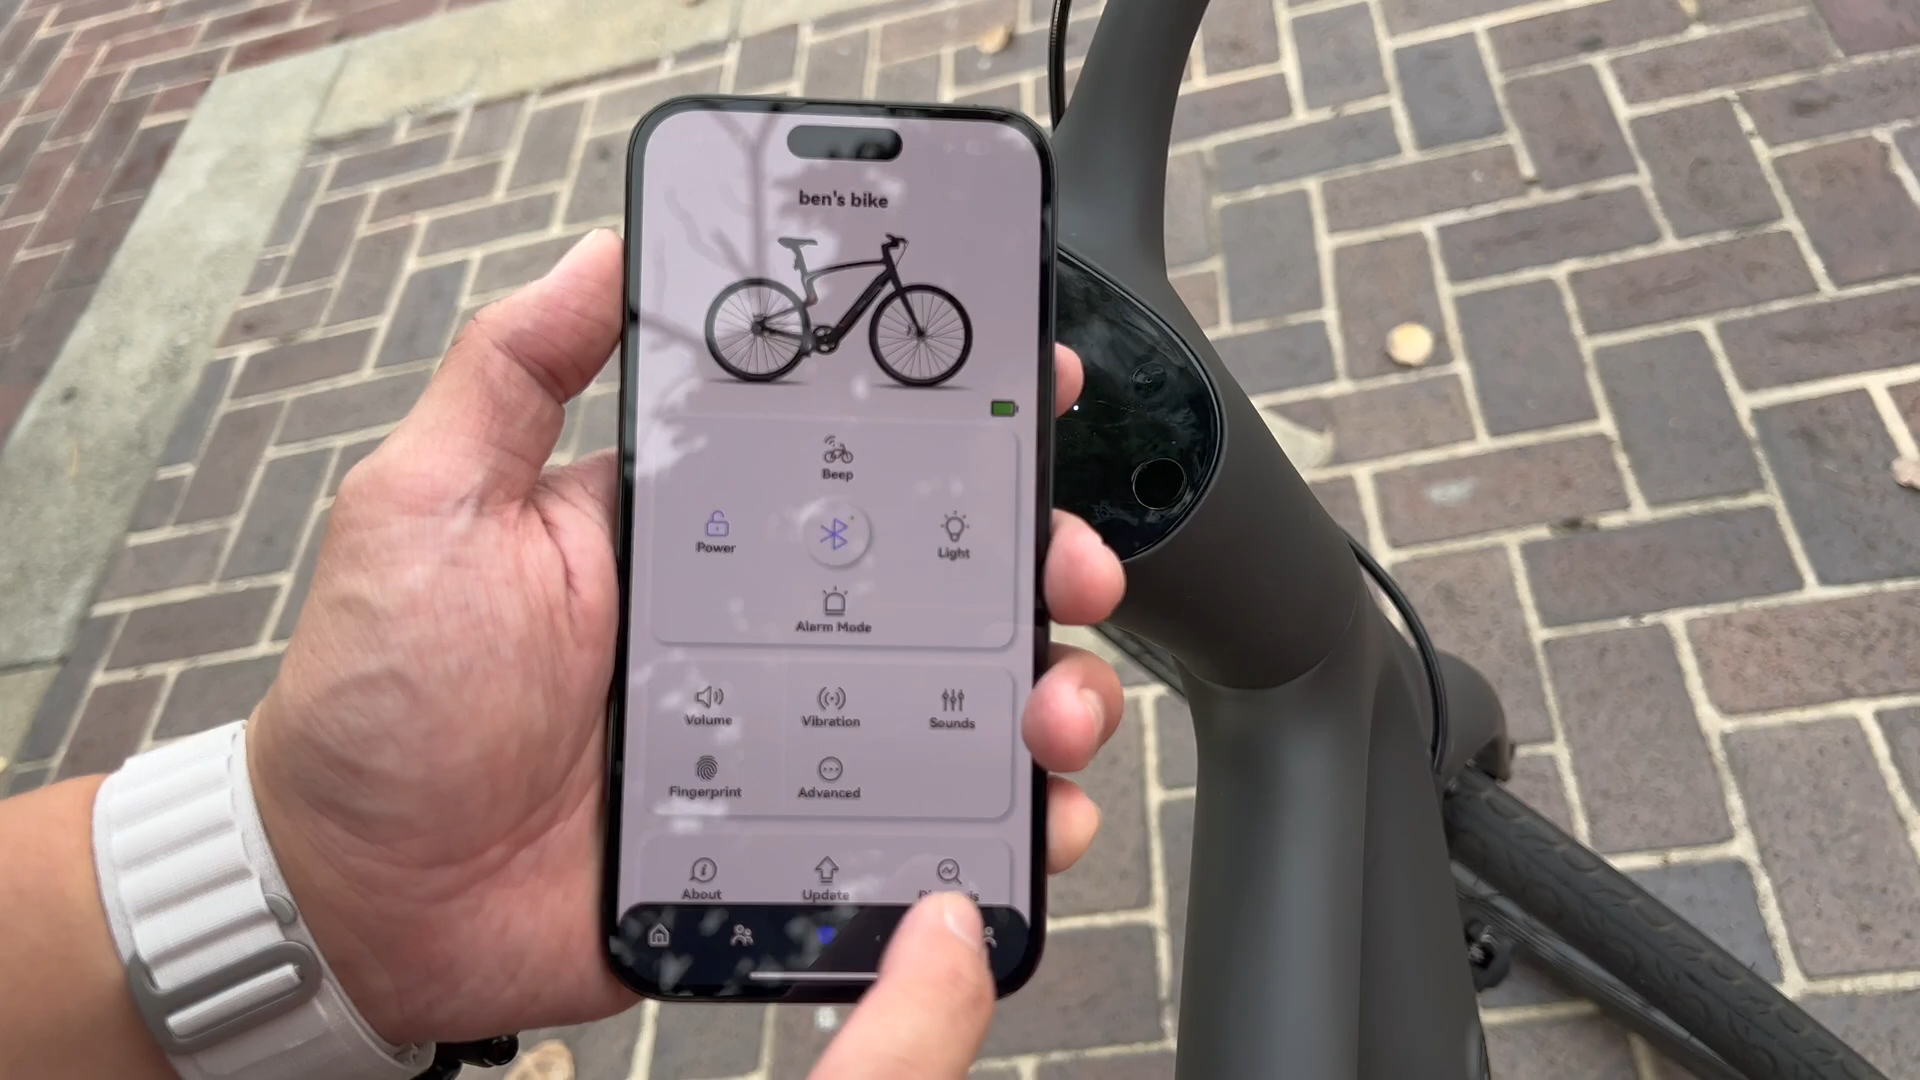 ben's bike
Beep
Power
Light
Alarm Mode
Volume
Vibration
Sounds
Fingerprint
Advanced
About
Update